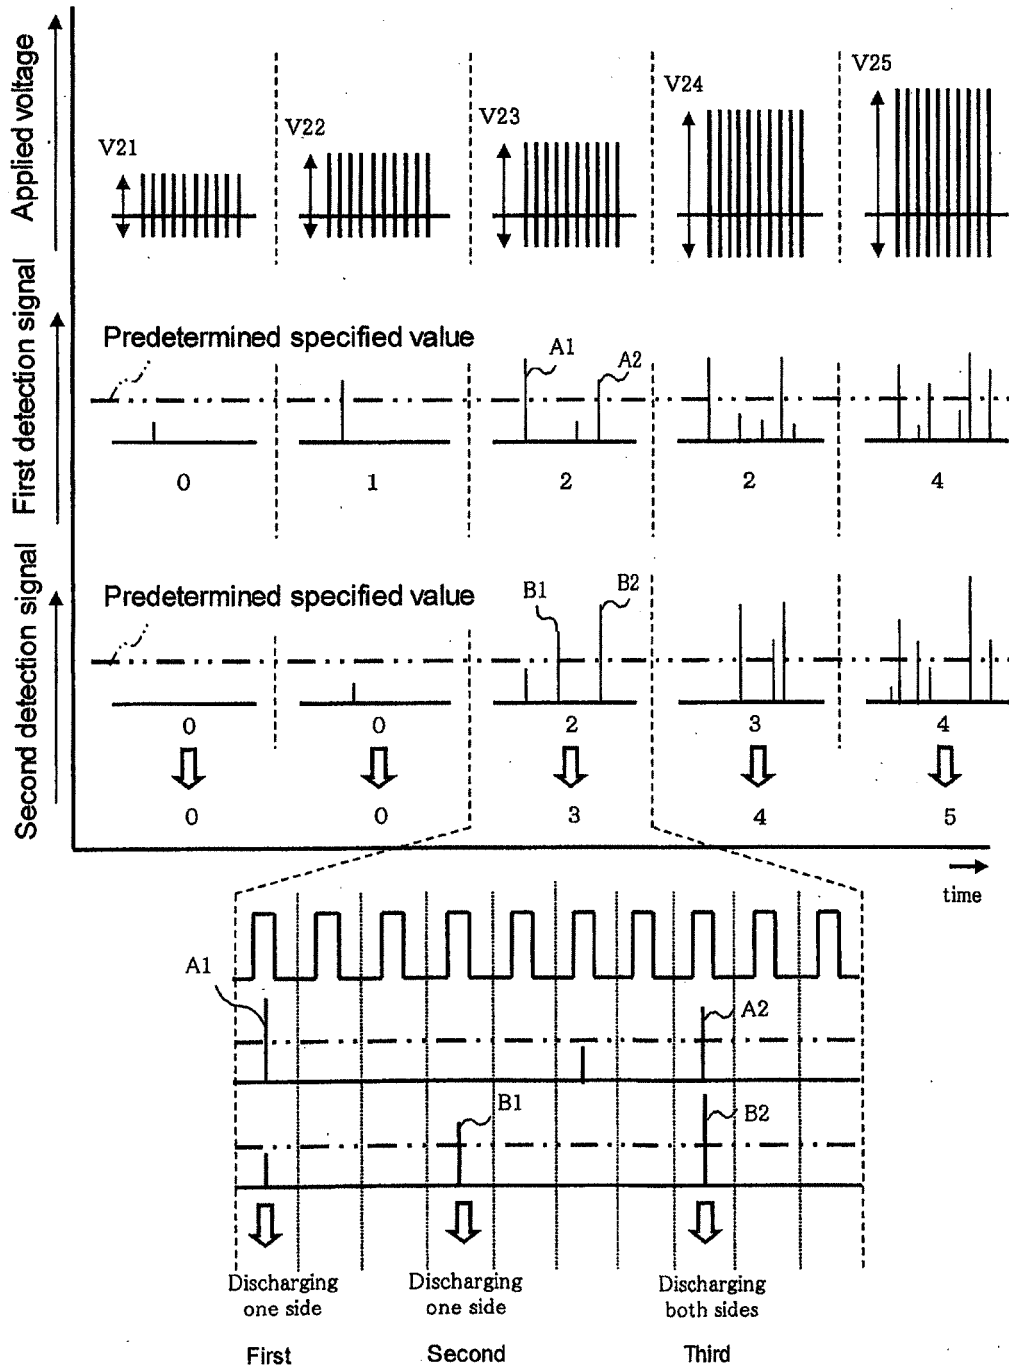 Applied voltage
V21
V22
V23
V24
V25
First detection signal
Predetermined specified value
A1
A2
0
1
2
2
4
Second detection signal
Predetermined specified value
B1
B2
0
0
2
3
4
0
0
3
4
5
time
A1
A2
B1
B2
Discharging
one side
Discharging
one side
Discharging
both sides
First
Second
Third